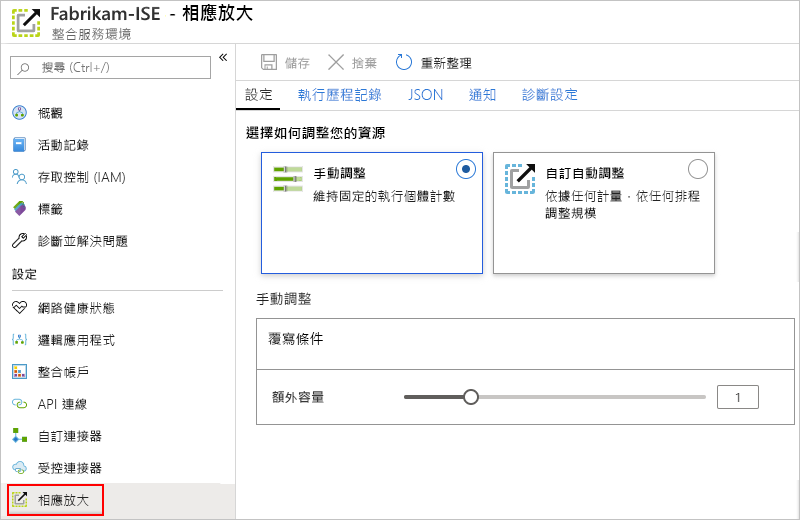 Fabrikam-ISE - 相應放大
整合服務環境
搜尋 (Ctrl+/)
«
概觀
活動記錄
存取控制 (IAM)
標籤
診斷並解決問題
設定
網路健康狀態
邏輯應用程式
整合帳戶
API 連線
自訂連接器
受控連接器
相應放大
儲存 捨棄 重新整理
設定 執行歷程記錄 JSON 通知 診斷設定
選擇如何調整您的資源
手動調整
維持固定的執行個體計數
自訂自動調整
依據任何計量，依任何排程
調整規模
手動調整
覆寫條件
額外容量 1